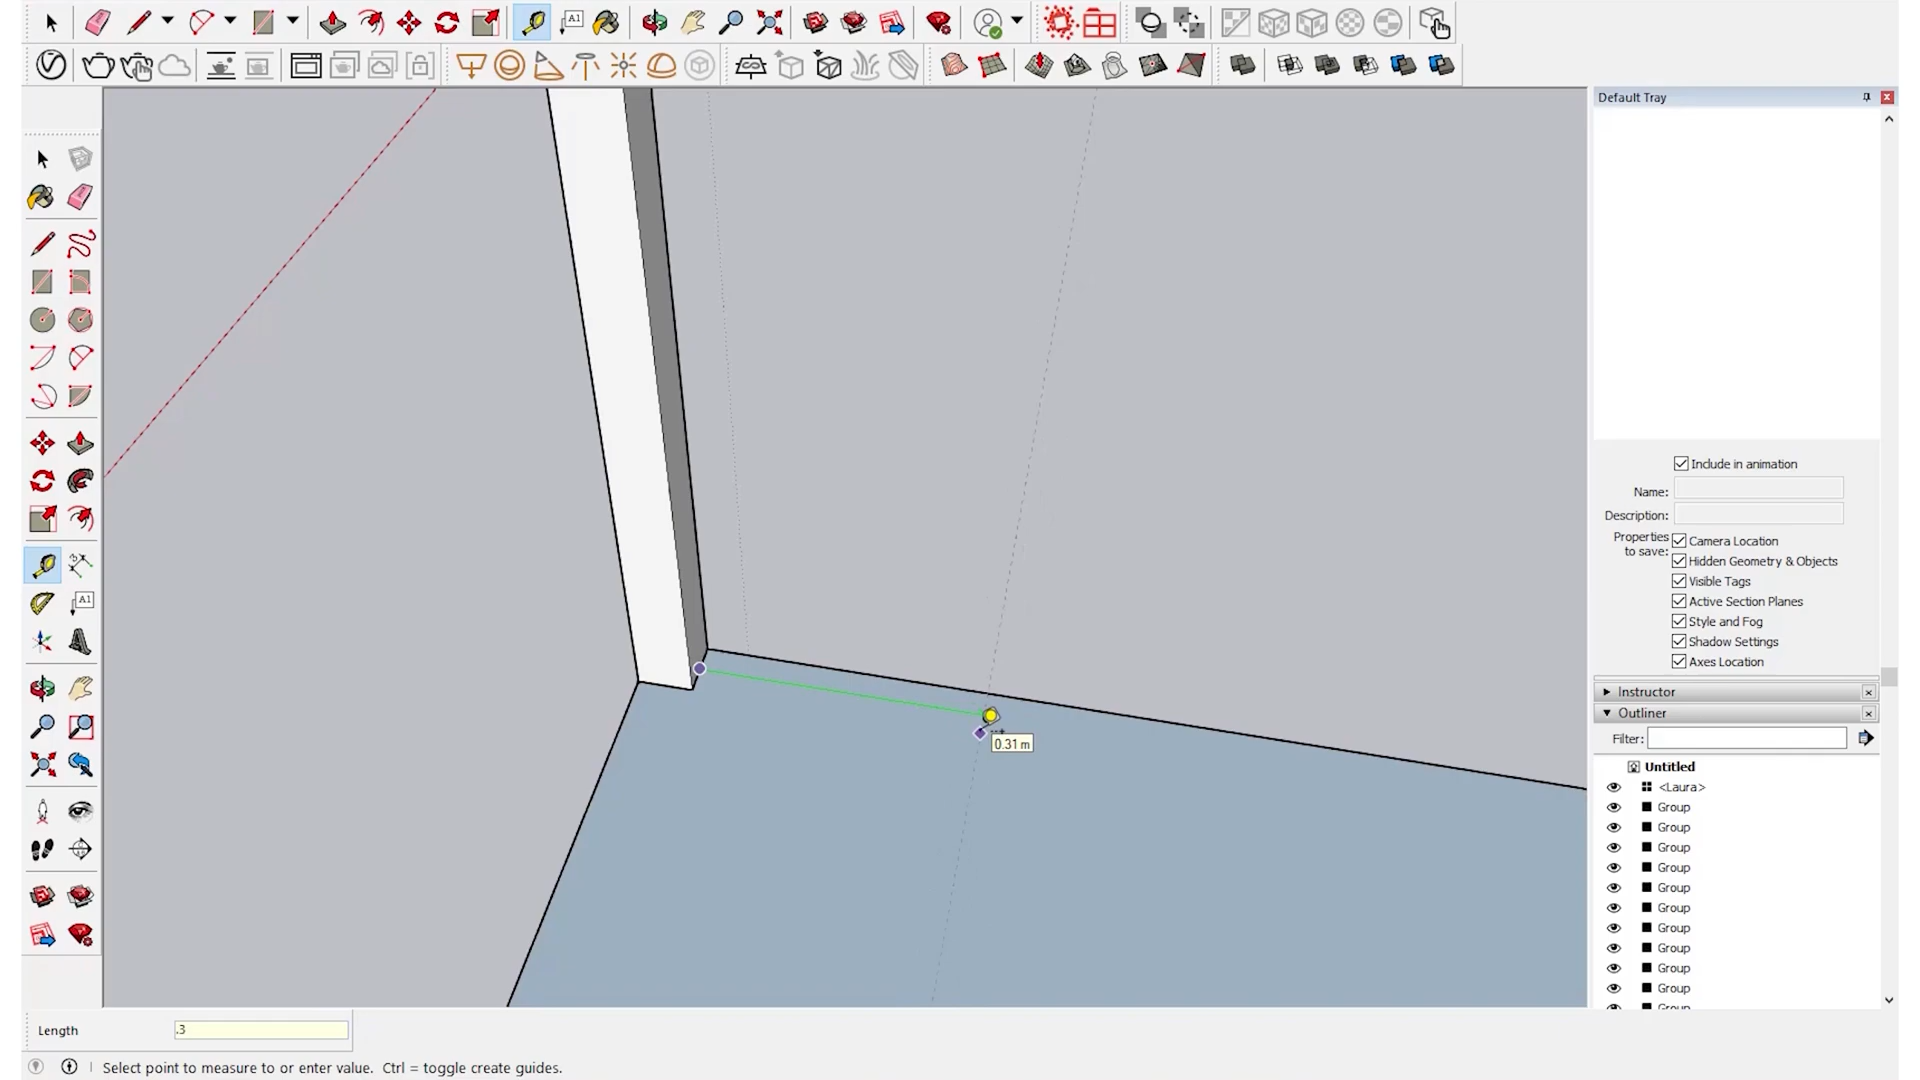 A1
Default Tray
A1
Include in animation
Name:
Description:
Properties
to save:
Camera Location
Hidden Geometry & Objects
Visible Tags
Active Section Planes
Style and Fog
Shadow Settings
Axes Location
Instructor
Outliner
Filter:
Untitled
<Laura>
Group
Group
Group
Group
Group
Group
Group
Group
Group
Group
Group
0.31 m
Length .3
Select point to measure to or enter value. Ctrl = toggle create guides.